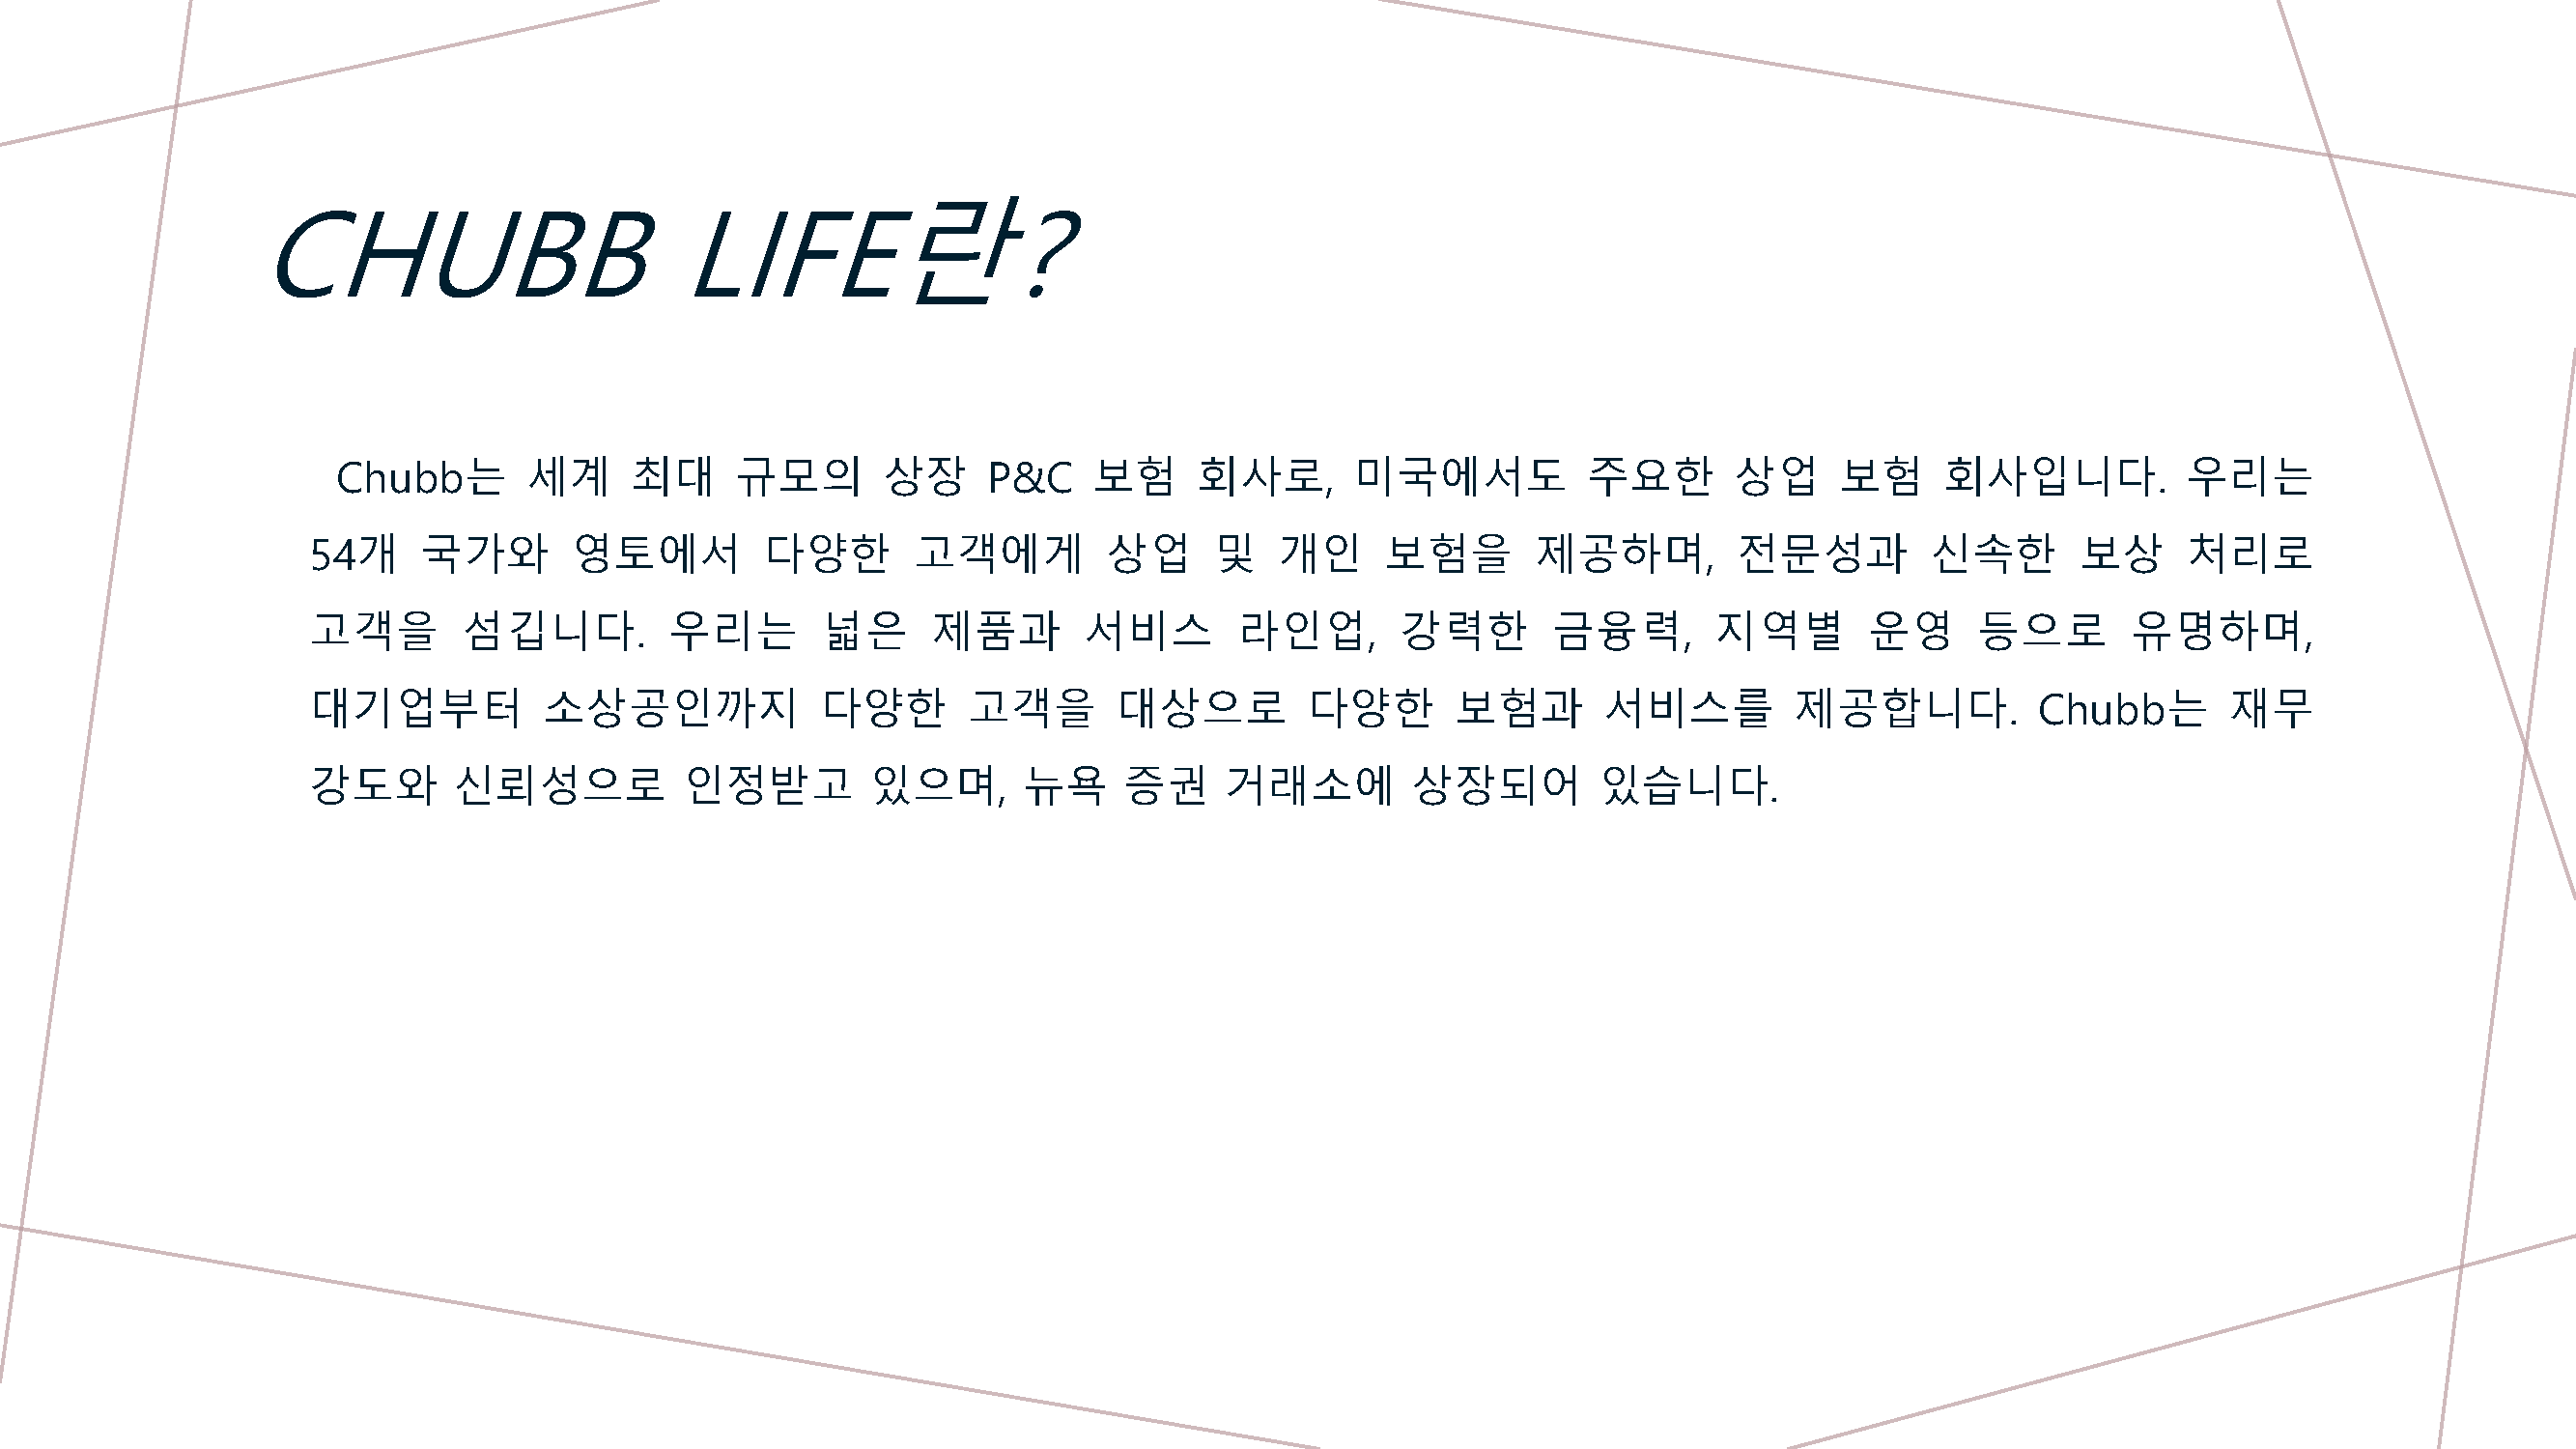 CHUBB LIFE란?
Chubb는 세계 최대 규모의 상장 P&C 보험 회사로, 미국에서도 주요한 상업 보험 회사입니다. 우리는
54개 국가와 영토에서 다양한 고객에게 상업 및 개인 보험을 제공하며, 전문성과 신속한 보상 처리로
고객을 섬깁니다. 우리는 넓은 제품과 서비스 라인업, 강력한 금융력, 지역별 운영 등으로 유명하며,
대기업부터 소상공인까지 다양한 고객을 대상으로 다양한 보험과 서비스를 제공합니다. Chubb는 재무
강도와 신뢰성으로 인정받고 있으며, 뉴욕 증권 거래소에 상장되어 있습니다.